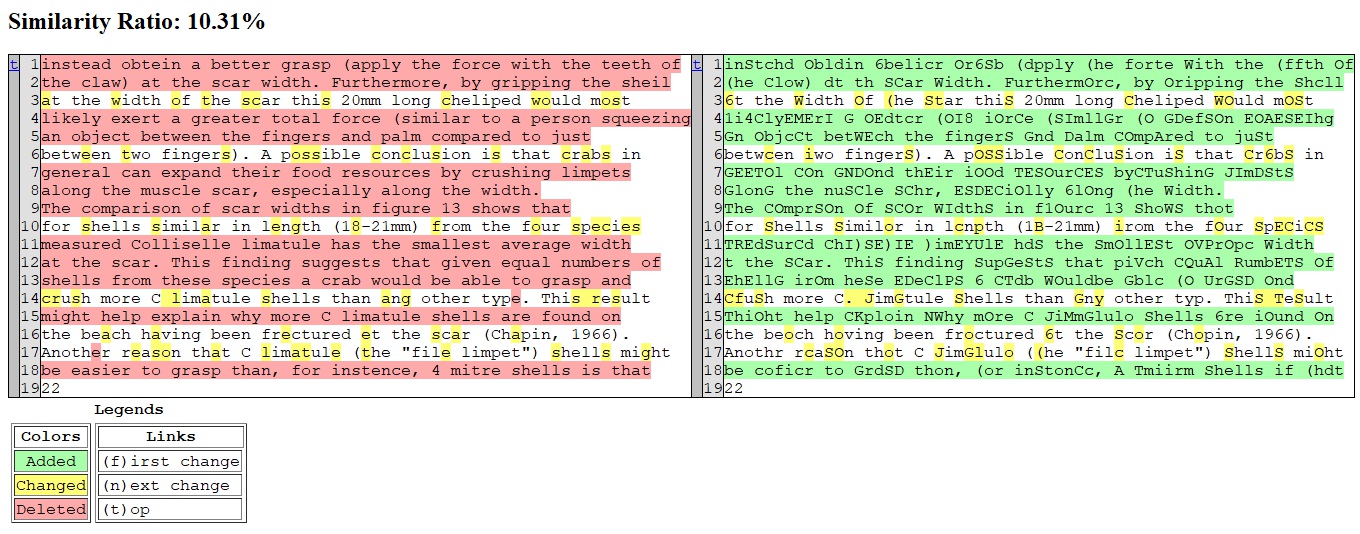 Similarity Ratio: 10.31%
t 1 instead obtein a better grasp (apply the force with the teeth of t 1 inStchd Obldin 6belicr Or6Sb (dpply (he forte With the (ffth Of
2 the claw) at the scar width. Furthermore, by gripping the sheil 2 (he Clow) dt th SCar Width. FurthermOrc, by Oripping the Shcll
3 at the width of the scar this 20mm long cheliped would most 3 6t the Width Of (he Star thiS 20mm long Cheliped WOuld mOSt
4 likely exert a greater total force (similar to a person squeezing 4 1i4ClyEMErI G OEdtcr (OI8 iOrCe (SImllGr (O GDefSOn EOAESEIhg
5 an object between the fingers and palm compared to just 5 Gn ObjcCt betWEch the fingerS Gnd Dalm COmpAred to juSt
6 between two fingers). A possible conclusion is that crabs in 6 betwcen iwo fingerS). A pOSSible ConCluSion iS that Cr6bS in
7 general can expand their food resources by crushing limpets 7 GEETOl COn GNDOnd thEir iOOd TESOurCES byCTuShinG JImDStS
8 along the muscle scar, especially along the width. 8 GlonG the nuSCle SChr, ESDECiOlly 6lOng (he Width.
9 The comparison of scar widths in figure 13 shows that 9 The COmprSOn Of SCOr WIdthS in f1Ourc 13 ShoWS thot
10 for shells similar in length (18-21mm) from the four species 10 for Shells Similor in lcnpth (1B-21mm) irom the fOur SpECiCS
11 measured Colliselle limatule has the smallest average width 11 TREdSurCd ChI)SE)IE )imEYUlE hdS the SmOllESt OVPrOpc Width
12 at the scar. This finding suggests that given equal numbers of 12 t the SCar. ThiS finding SupGeStS that piVch CQuAl RumbETS Of
13 shells from these species a crab would be able to grasp and 13 EhEllG irOm heSe EDeClPS 6 CTdb WOuldbe Gblc (O UrGSD Ond
14 crush more C limatule shells than ang other type. This result 14 CfuSh more C. JimGtule Shells than Gny other typ. ThiS TeSult
15 might help explain why more C limatule shells are found on 15 ThiOht help CKploin NWhy mOre C JiMmGlulo Shells 6re iOund On
16 the beach having been frectured et the scar (Chapin, 1966). 16 the beoch hoving been froctured 6t the Scor (Chopin, 1966).
17 Another reason that C limatule (the "file limpet") shells might 17 Anothr rcaSOn thot C JimGlulo ((he "filc limpet") ShellS miOht
18 be easier to grasp than, for instence, 4 mitre shells is that 18 be coficr to GrdSD thon, (or inStonCc, A Tmiirm Shells if (hdt
19 22 19 22
Legends
Colors Links
Added (f)irst change
Changed (n)ext change
Deleted (t)op